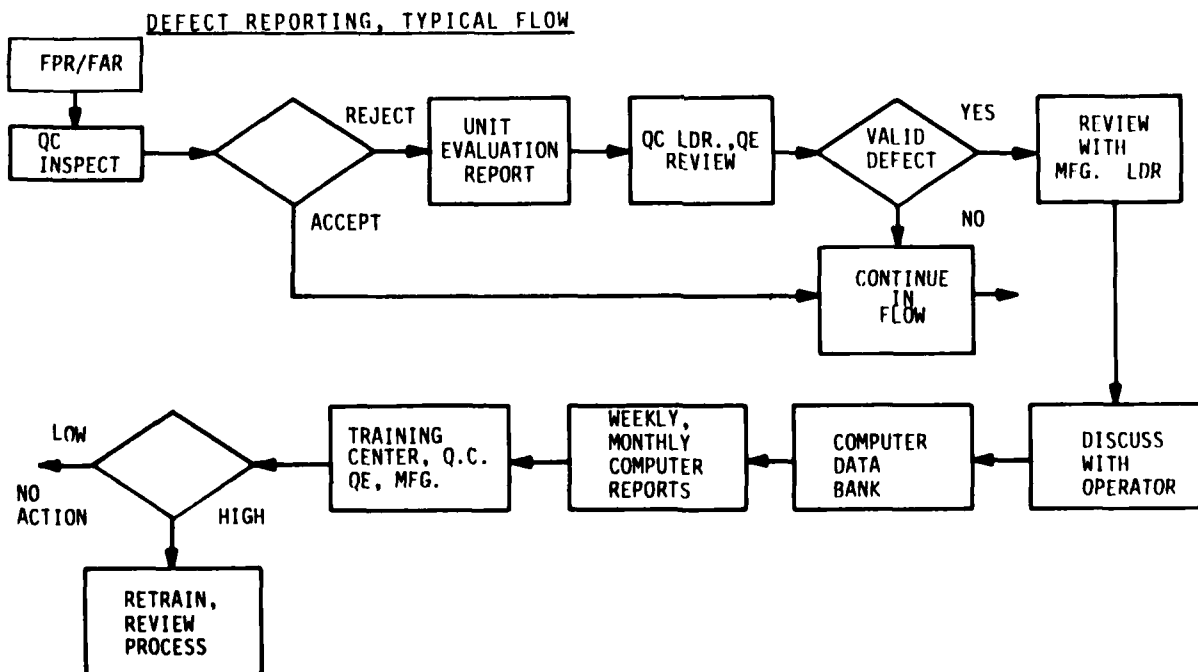 DEFECT REPORTING, TYPICAL FLOW
FPR/FAR
QC
INSPECT
REJECT
ACCEPT
UNIT
EVALUATION
REPORT
QC LDR.,QE
REVIEW
VALID
DEFECT
YES
NO
REVIEW
WITH
MFG. LDR
CONTINUE
IN
FLOW
DISCUSS
WITH
OPERATOR
COMPUTER
DATA
BANK
WEEKLY,
MONTHLY
COMPUTER
REPORTS
TRAINING
CENTER, Q.C.
QE, MFG.
LOW
NO
ACTION
HIGH
RETRAIN,
REVIEW
PROCESS